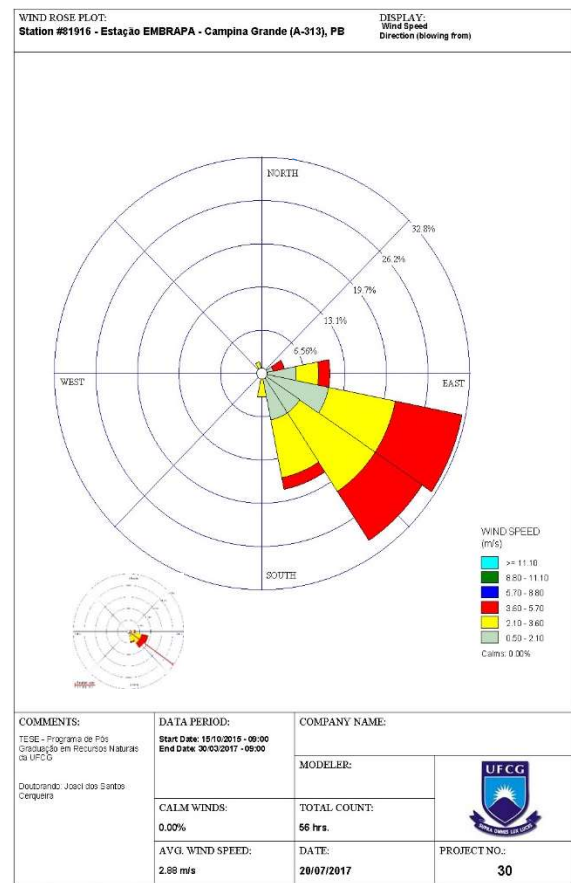 WIND ROSE PLOT:
Station #81916 - Estação EMBRAPA - Campina Grande (A-313), PB
DISPLAY:
Wind Speed
Direction (blowing from)
NORTH
32.8%
26.2%
19.7%
13.1%
6.56%
WEST
EAST
SOUTH
WIND SPEED
(m/s)
>= 11.10
8.80 - 11.10
5.70 - 8.80
3.60 - 5.70
2.10 - 3.60
0.50 - 2.10
Calms: 0.00%
COMMENTS:
TESE - Programa de Pós
Graduação em Recursos Naturais
da UFCG
Doutorando: Joaci dos Santos
Cerqueira
DATA PERIOD:
Start Date: 15/10/2015 - 09:00
End Date: 30/03/2017 - 09:00
COMPANY NAME:
MODELER:
UFCG
CALM WINDS:
0.00%
TOTAL COUNT:
56 hrs.
AVG. WIND SPEED:
2.88 m/s
DATE:
20/07/2017
PROJECT NO.:
30